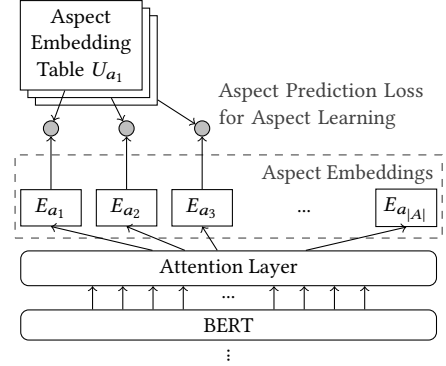 Aspect
Embedding
Table U_{a_1}
Aspect Prediction Loss
for Aspect Learning
Aspect Embeddings
E_{a_1} E_{a_2} E_{a_3} ... E_{a_{|A|}}
Attention Layer
...
BERT
...